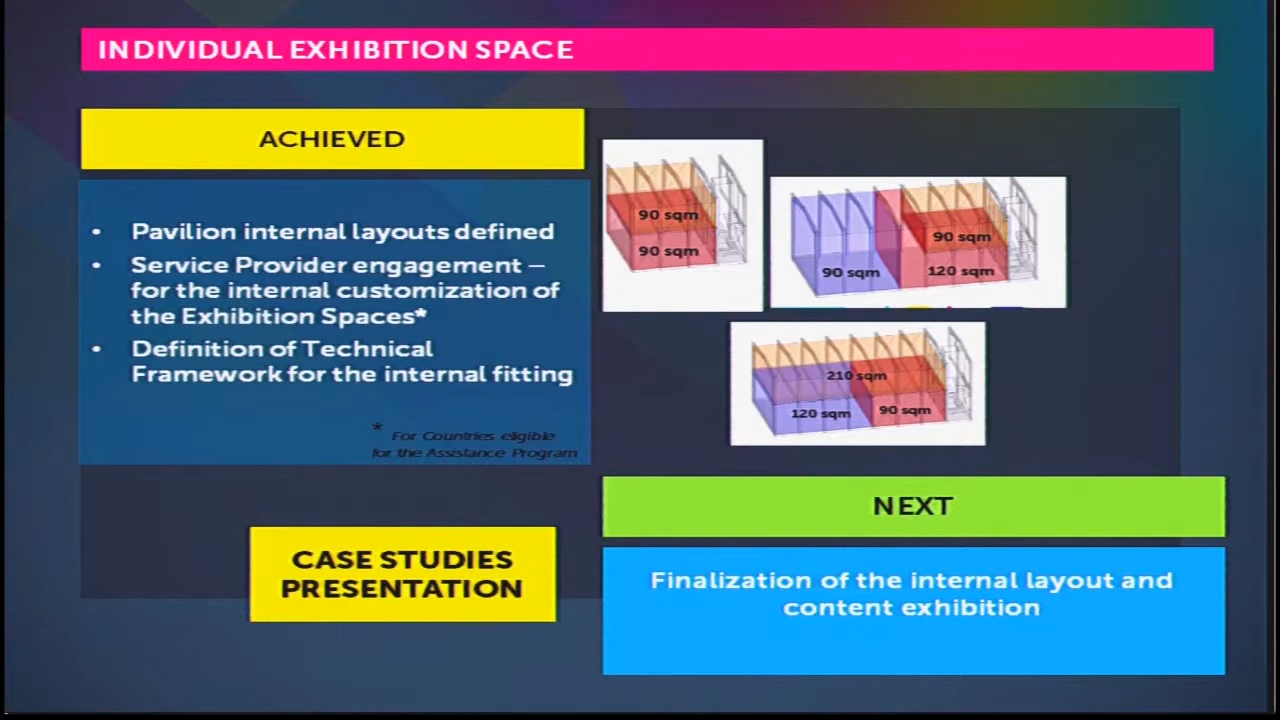 INDIVIDUAL EXHIBITION SPACE
ACHIEVED
• Pavilion internal layouts defined
• Service Provider engagement –
for the internal customization of
the Exhibition Spaces*
• Definition of Technical
Framework for the internal fitting
* For Countries eligible
for the Assistance Program
90 sqm
90 sqm
90 sqm
90 sqm
120 sqm
210 sqm
120 sqm
90 sqm
CASE STUDIES
PRESENTATION
NEXT
Finalization of the internal layout and
content exhibition